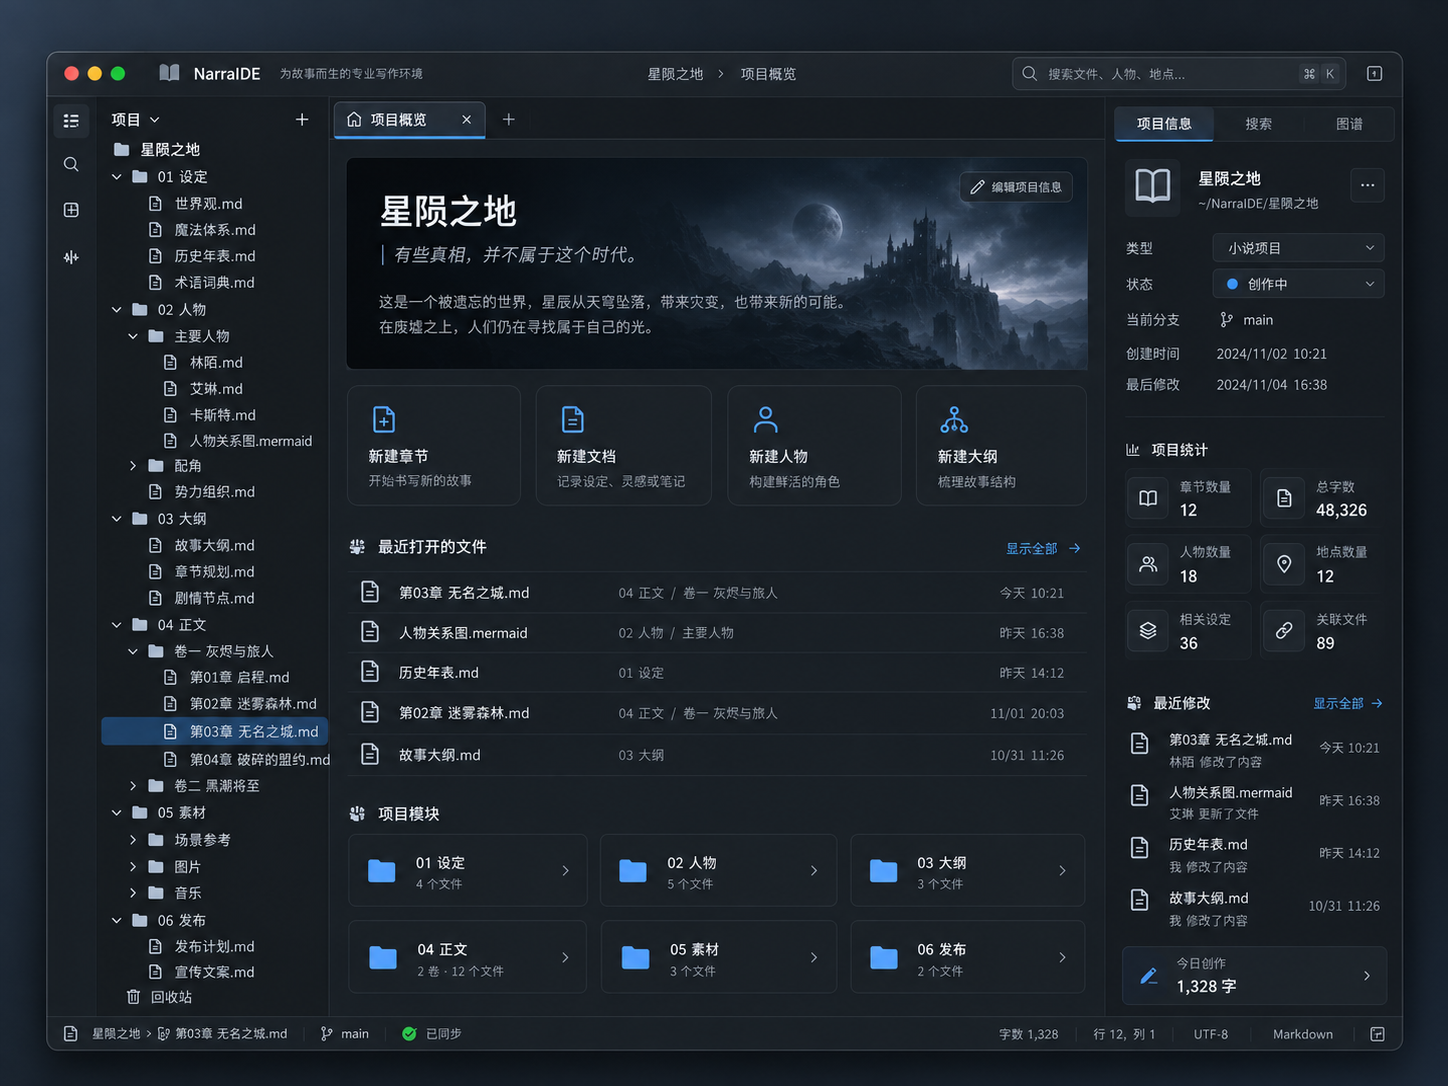 NarraIDE 为故事而生的专业写作环境
星陨之地 > 项目概览
搜索文件、人物、地点... ⌘ K
项目
星陨之地
01 设定
世界观.md
魔法体系.md
历史年表.md
术语词典.md
02 人物
主要人物
林陌.md
艾琳.md
卡斯特.md
人物关系图.mermaid
配角
势力组织.md
03 大纲
故事大纲.md
章节规划.md
剧情节点.md
04 正文
卷一 灰烬与旅人
第01章 启程.md
第02章 迷雾森林.md
第03章 无名之城.md
第04章 破碎的盟约.md
卷二 黑潮将至
05 素材
场景参考
图片
音乐
06 发布
发布计划.md
宣传文案.md
回收站
项目概览
编辑项目信息
星陨之地
有些真相，并不属于这个时代。
这是一个被遗忘的世界，星辰从天穹坠落，带来灾变，也带来新的可能。
在废墟之上，人们仍在寻找属于自己的光。
新建章节
开始书写新的故事
新建文档
记录设定、灵感或笔记
新建人物
构建鲜活的角色
新建大纲
梳理故事结构
最近打开的文件 显示全部 →
第03章 无名之城.md 04 正文 / 卷一 灰烬与旅人 今天 10:21
人物关系图.mermaid 02 人物 / 主要人物 昨天 16:38
历史年表.md 01 设定 昨天 14:12
第02章 迷雾森林.md 04 正文 / 卷一 灰烬与旅人 11/01 20:03
故事大纲.md 03 大纲 10/31 11:26
项目模块
01 设定
4 个文件
02 人物
5 个文件
03 大纲
3 个文件
04 正文
2 卷 · 12 个文件
05 素材
3 个文件
06 发布
2 个文件
项目信息 搜索 图谱
星陨之地
~/NarraIDE/星陨之地
类型 小说项目
状态 创作中
当前分支 main
创建时间 2024/11/02 10:21
最后修改 2024/11/04 16:38
项目统计
章节数量
12
总字数
48,326
人物数量
18
地点数量
12
相关设定
36
关联文件
89
最近修改 显示全部 →
第03章 无名之城.md 今天 10:21
林陌 修改了内容
人物关系图.mermaid 昨天 16:38
艾琳 更新了文件
历史年表.md 昨天 14:12
我 修改了内容
故事大纲.md 10/31 11:26
我 修改了内容
今日创作
1,328 字
星陨之地 > 第03章 无名之城.md main 已同步 字数 1,328 行 12, 列 1 UTF-8 Markdown